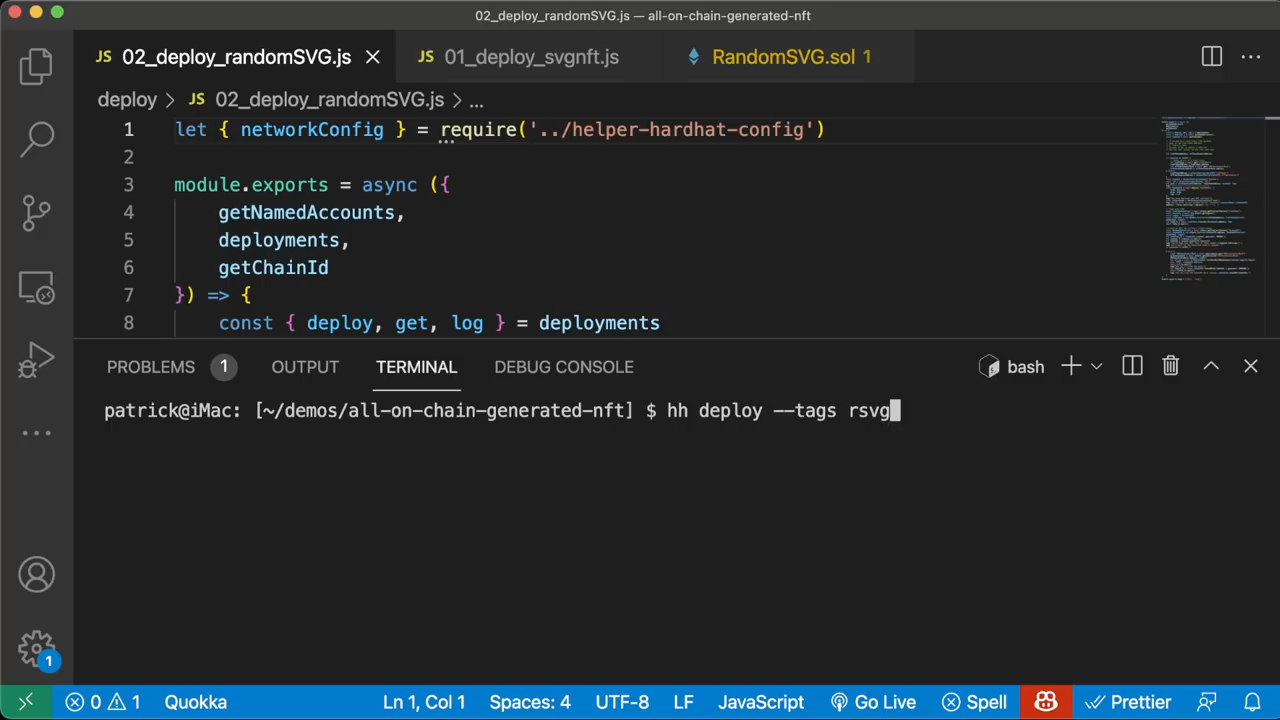 02_deploy_randomSVG.js — all-on-chain-generated-nft
JS 02_deploy_randomSVG.js JS 01_deploy_svgnft.js RandomSVG.sol 1
deploy > JS 02_deploy_randomSVG.js > ...
1 let { networkConfig } = require('../helper-hardhat-config')
2
3 module.exports = async ({
4 getNamedAccounts,
5 deployments,
6 getChainId
7 }) => {
8 const { deploy, get, log } = deployments
PROBLEMS 1 OUTPUT TERMINAL DEBUG CONSOLE bash
patrick@iMac: [~/demos/all-on-chain-generated-nft] $ hh deploy --tags rsvg
1
0 1 Quokka Ln 1, Col 1 Spaces: 4 UTF-8 LF JavaScript Go Live Spell Prettier